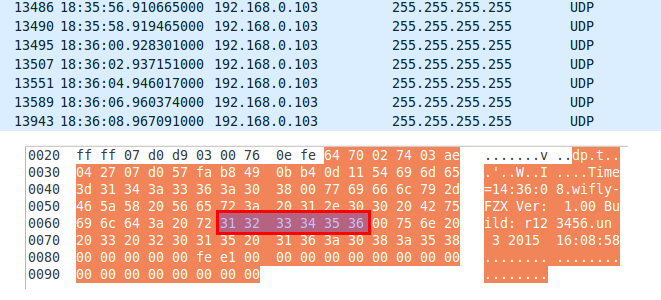 13486 18:35:56.910665000 192.168.0.103 255.255.255.255 UDP
13490 18:35:58.919465000 192.168.0.103 255.255.255.255 UDP
13495 18:36:00.928301000 192.168.0.103 255.255.255.255 UDP
13507 18:36:02.937151000 192.168.0.103 255.255.255.255 UDP
13551 18:36:04.946017000 192.168.0.103 255.255.255.255 UDP
13589 18:36:06.960374000 192.168.0.103 255.255.255.255 UDP
13943 18:36:08.967091000 192.168.0.103 255.255.255.255 UDP
0020 ff ff 07 d0 d9 03 00 76 0e fe 64 70 02 74 03 ae .......v ..dp.t..
0030 04 27 07 d0 57 fa b8 49 0b b4 0d 11 54 69 6d 65 .'..W..I ....Time
0040 3d 31 34 3a 33 36 3a 30 38 00 77 69 66 6c 79 2d =14:36:0 8.wifly-
0050 46 5a 58 20 56 65 72 3a 20 31 2e 30 30 20 42 75 FZX Ver: 1.00 Bu
0060 69 6c 64 3a 20 72 31 32 33 34 35 36 00 75 6e 20 ild: r12 3456.un
0070 20 33 20 32 30 31 35 20 31 36 3a 30 38 3a 35 38 3 2015 16:08:58
0080 00 00 00 00 00 fe e1 00 00 00 00 00 00 00 00 00 ........ ........
0090 00 00 00 00 00 00 00 00 ........